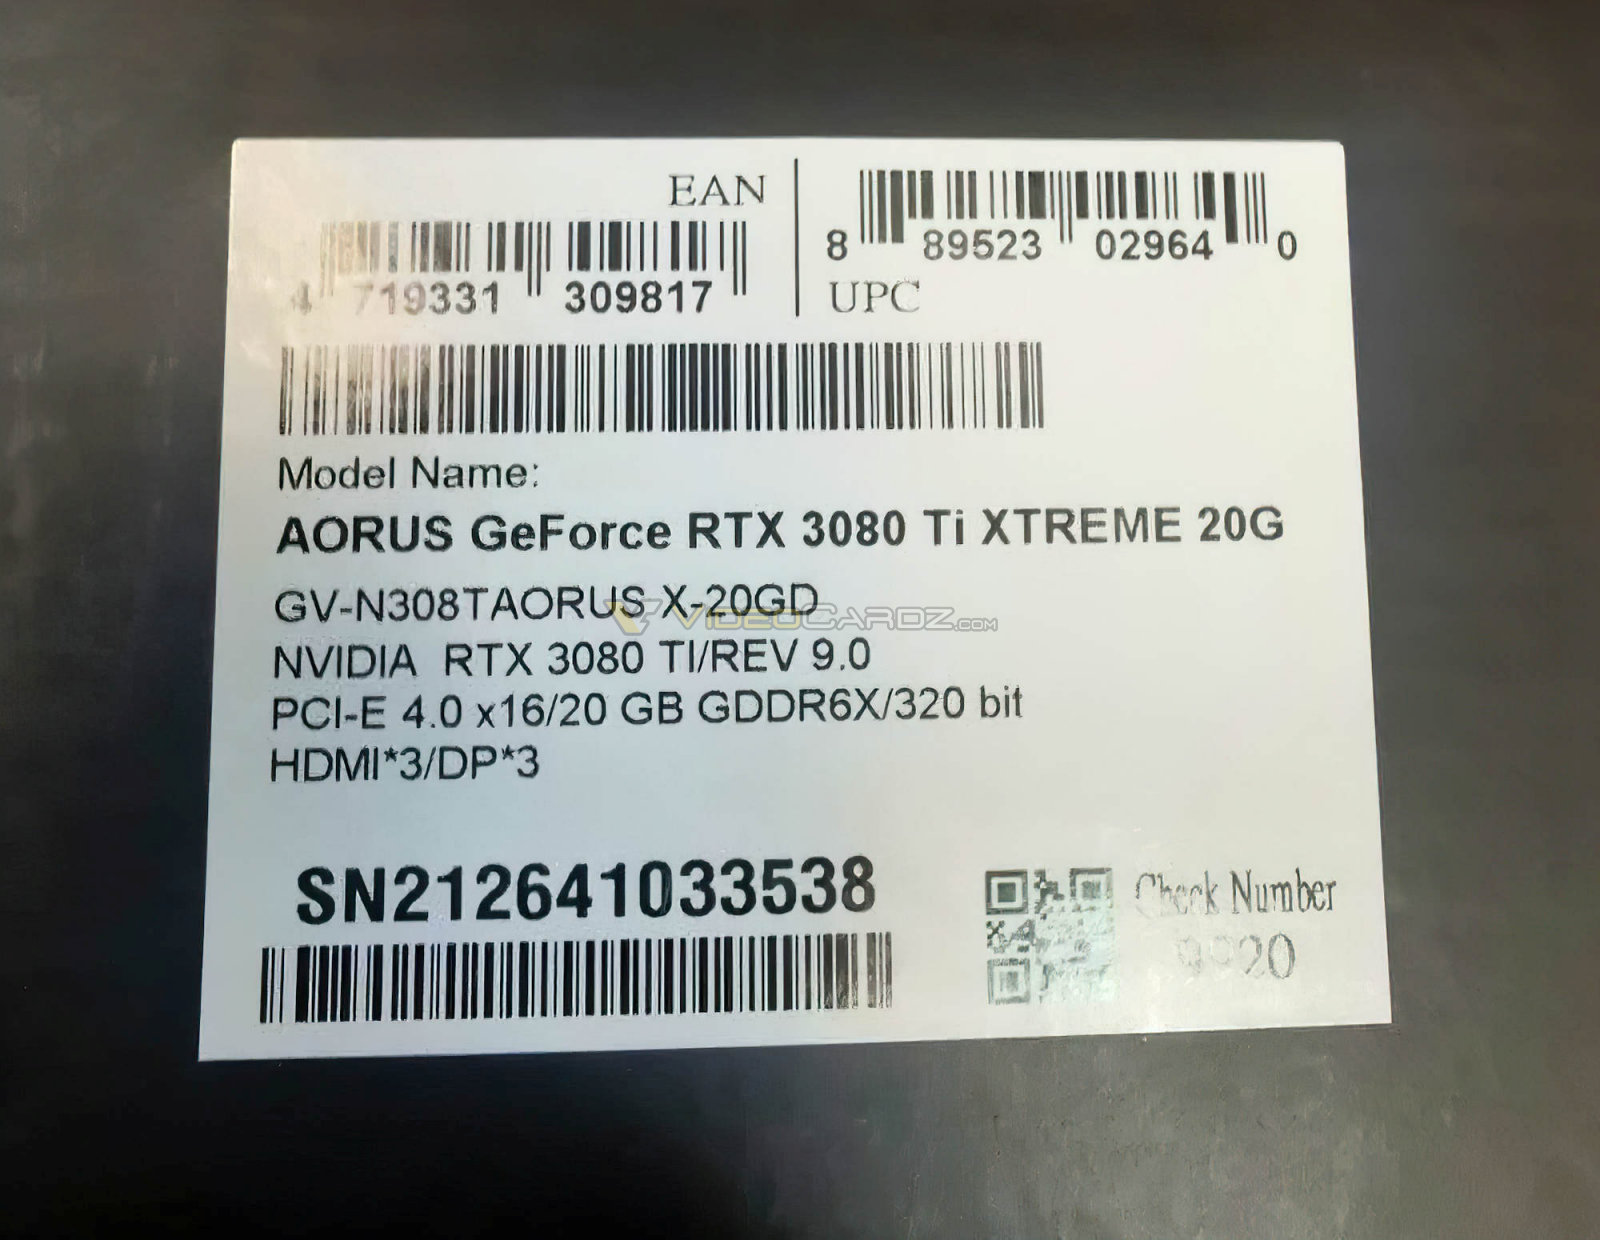 EAN
4 719331 309817
8 89523 02964 0
UPC
Model Name:
AORUS GeForce RTX 3080 Ti XTREME 20G
GV-N308TAORUS X-20GD
VIDEOCARDZ.COM
NVIDIA RTX 3080 TI/REV 9.0
PCI-E 4.0 x16/20 GB GDDR6X/320 bit
HDMI*3/DP*3
SN212641033538
Check Number